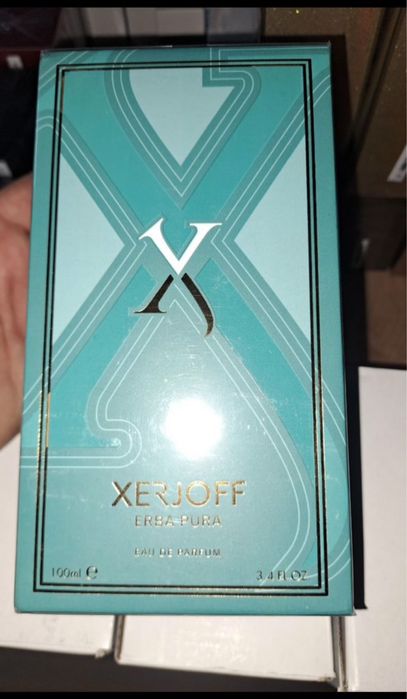 XERJOFF
ERBA PURA
EAU DE PARFUM
100ml ℮ 3.4 FL.OZ.